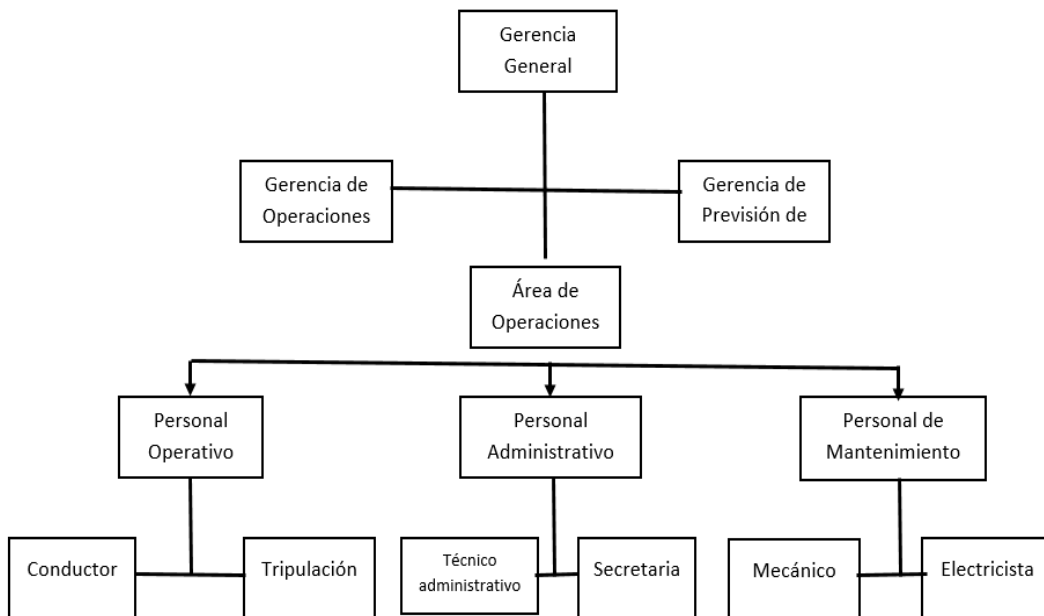 Gerencia
General
Gerencia de
Operaciones
Gerencia de
Previsión de
Área de
Operaciones
Personal
Operativo
Personal
Administrativo
Personal de
Mantenimiento
Conductor
Tripulación
Técnico
administrativo
Secretaria
Mecánico
Electricista